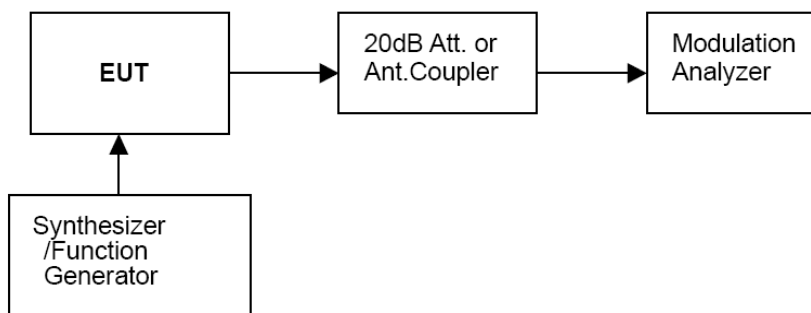 EUT
20dB Att. or
Ant.Coupler
Modulation
Analyzer
Synthesizer
/Function
Generator